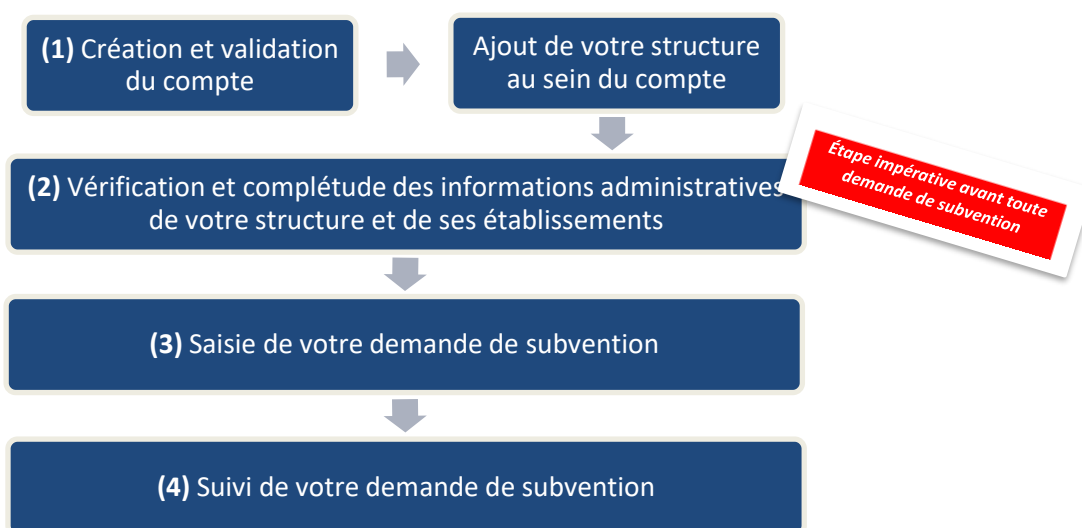 (1) Création et validation
du compte
Ajout de votre structure
au sein du compte
Étape impérative avant toute
demande de subvention
(2) Vérification et complétude des informations administratives
de votre structure et de ses établissements
(3) Saisie de votre demande de subvention
(4) Suivi de votre demande de subvention